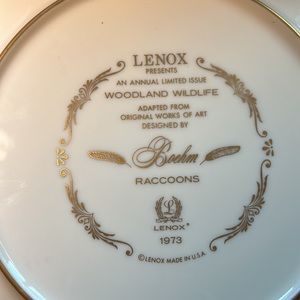 LENOX
PRESENTS
AN ANNUAL LIMITED ISSUE
WOODLAND WILDLIFE
ADAPTED FROM
ORIGINAL WORKS OF ART
DESIGNED BY
Boehm
RACCOONS
L
LENOX®
1973
©LENOX MADE IN U.S.A.